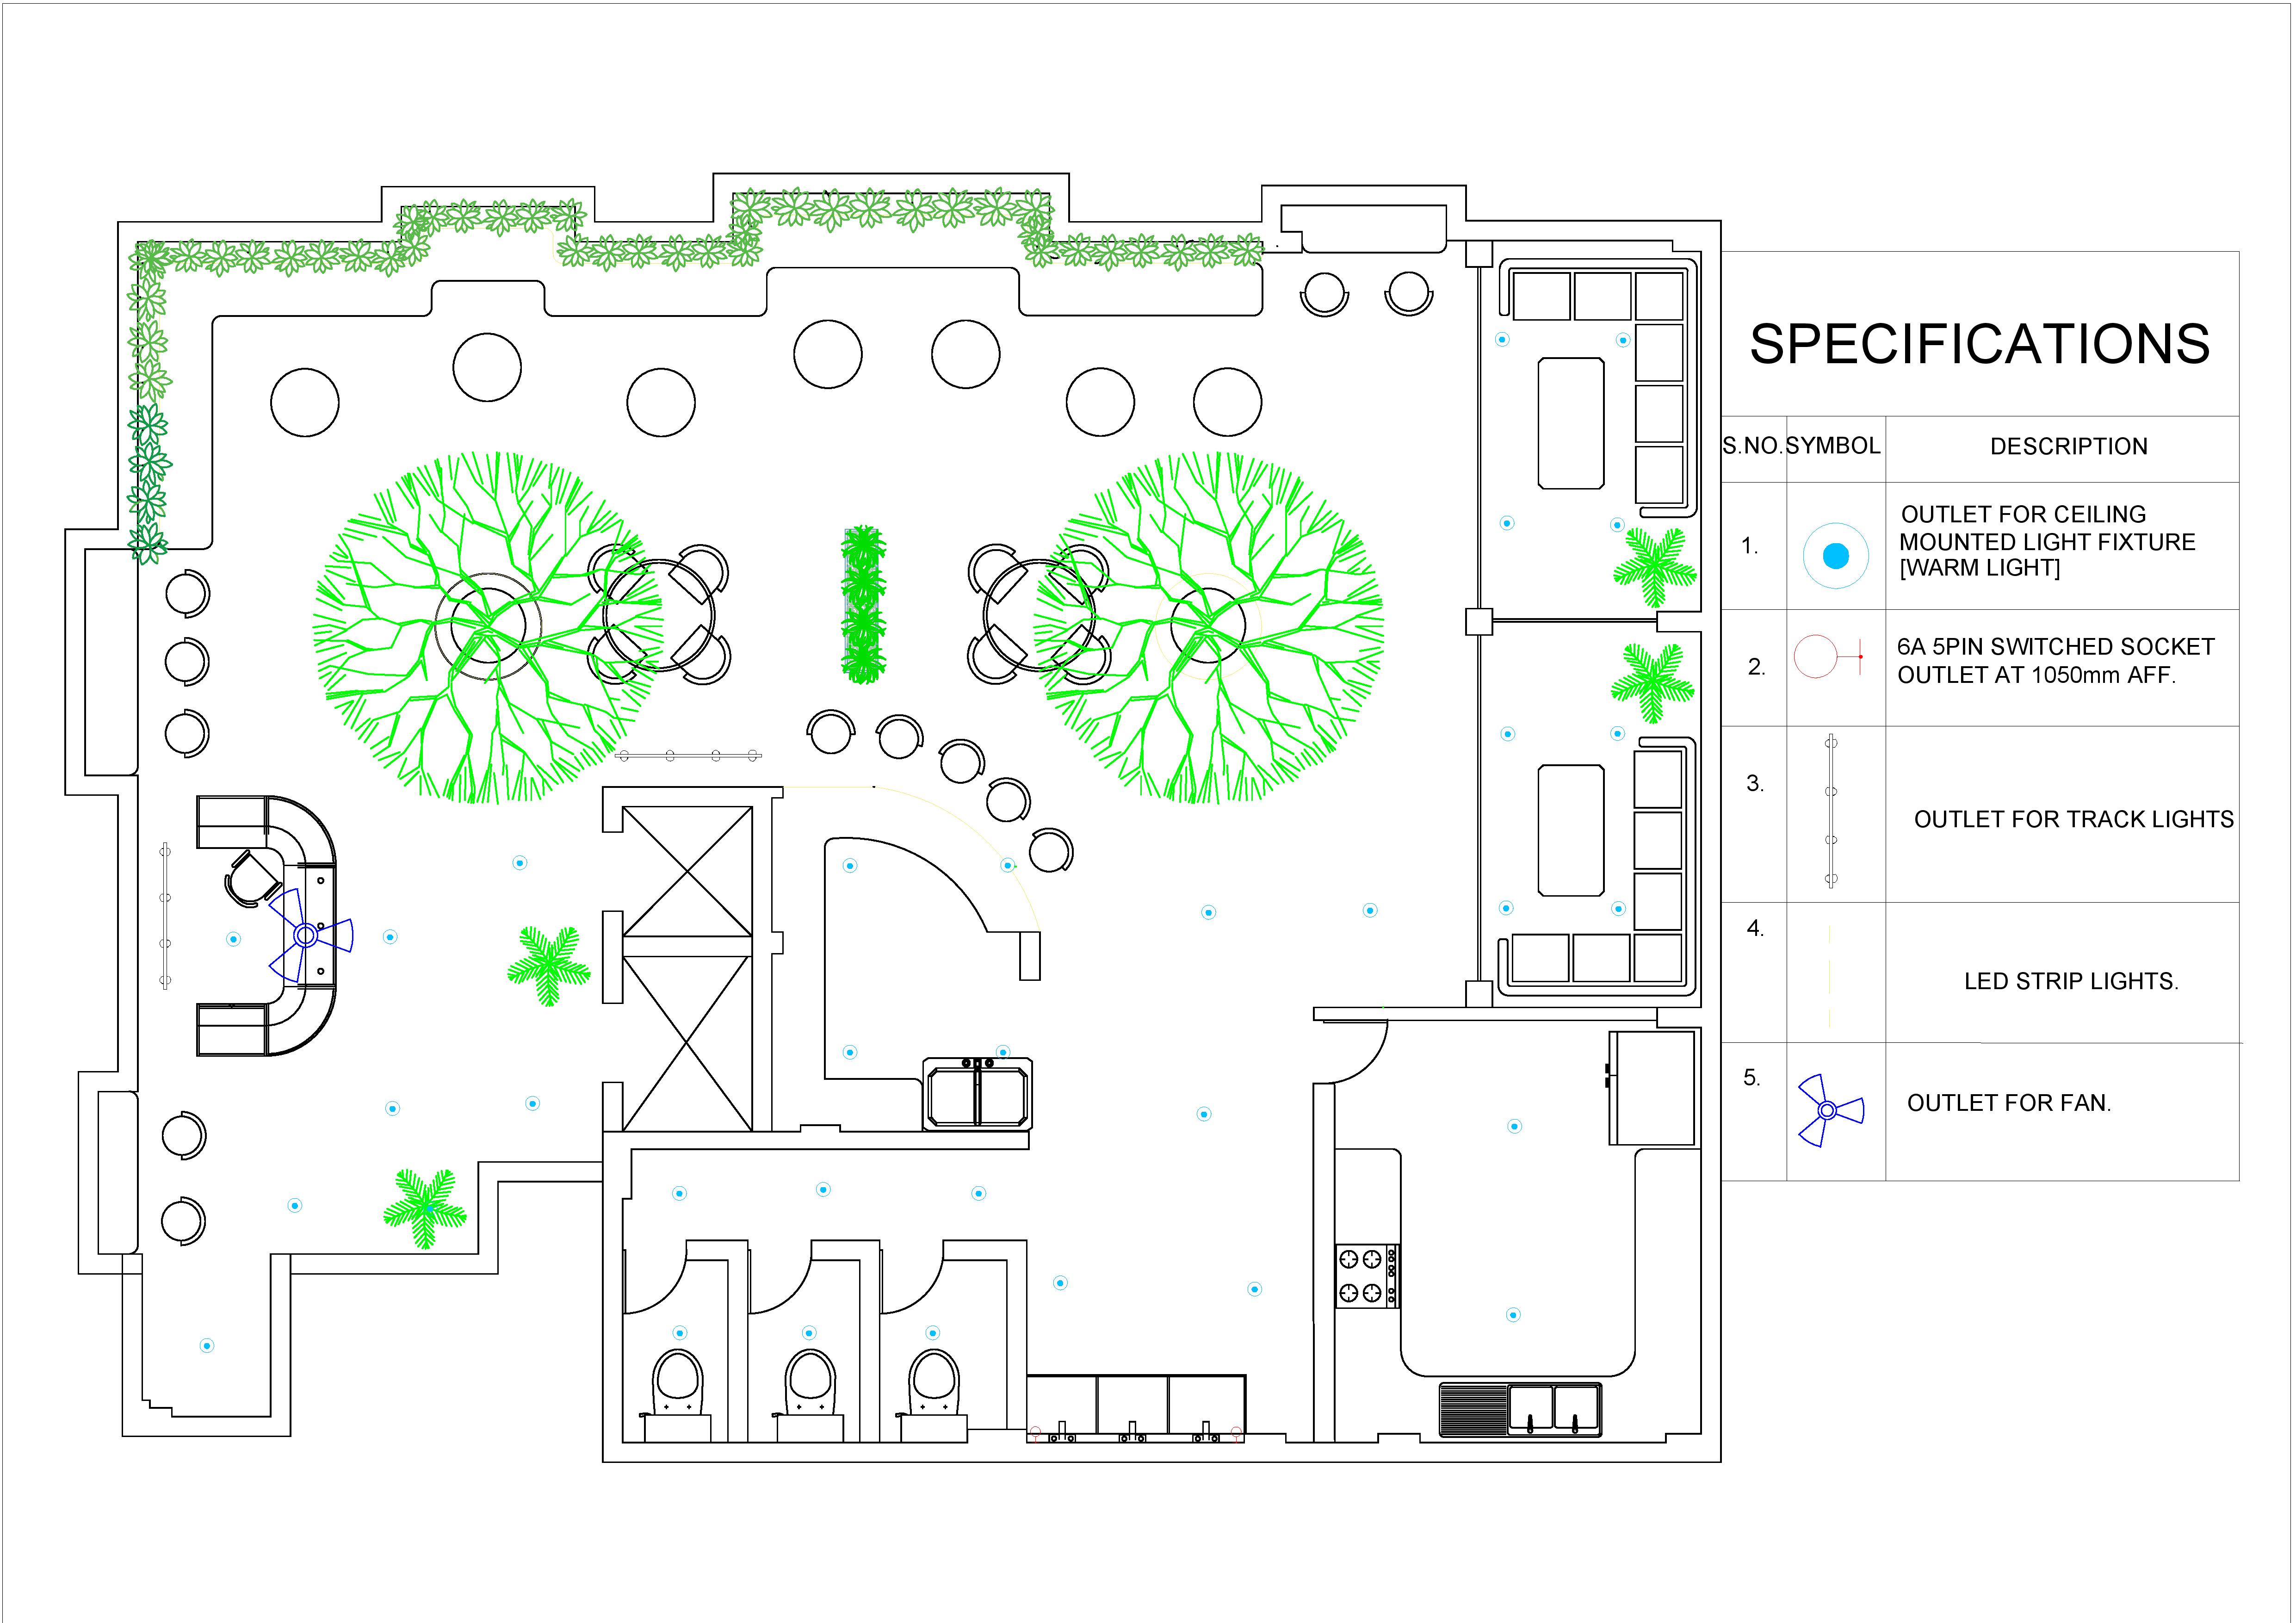 SPECIFICATIONS
S.NO. SYMBOL DESCRIPTION
1.
OUTLET FOR CEILING
MOUNTED LIGHT FIXTURE
[WARM LIGHT]
2.
6A 5PIN SWITCHED SOCKET
OUTLET AT 1050mm AFF.
3.
OUTLET FOR TRACK LIGHTS
4.
LED STRIP LIGHTS.
5.
OUTLET FOR FAN.